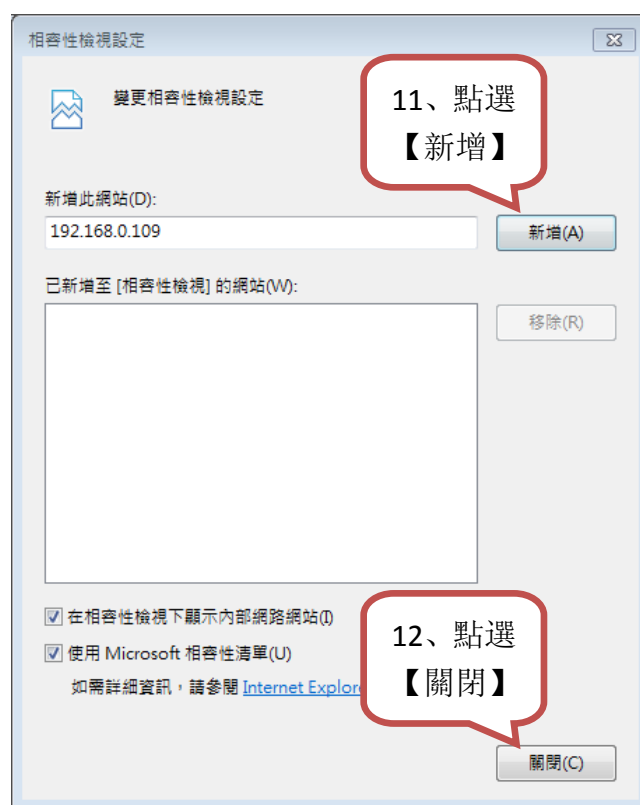 相容性檢視設定
變更相容性檢視設定
11、點選
【新增】
新增此網站(D):
192.168.0.109
新增(A)
已新增至 [相容性檢視] 的網站(W):
移除(R)
在相容性檢視下顯示內部網路網站(I)
使用 Microsoft 相容性清單(U)
如需詳細資訊，請參閱 Internet Explor
12、點選
【關閉】
關閉(C)